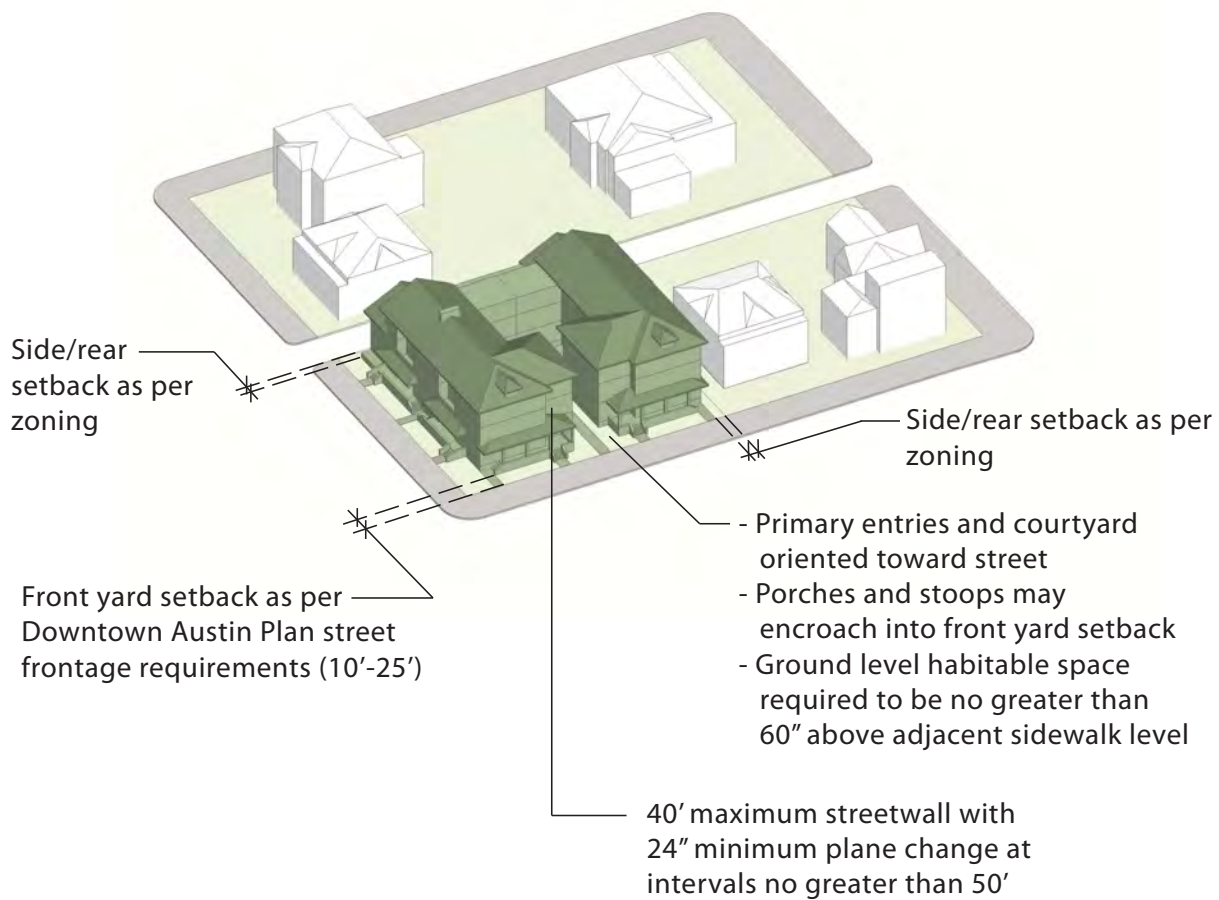 Side/rear
setback as per
zoning
Side/rear setback as per
zoning
Front yard setback as per
Downtown Austin Plan street
frontage requirements (10’-25’)
- Primary entries and courtyard
oriented toward street
- Porches and stoops may
encroach into front yard setback
- Ground level habitable space
required to be no greater than
60” above adjacent sidewalk level
40’ maximum streetwall with
24” minimum plane change at
intervals no greater than 50’